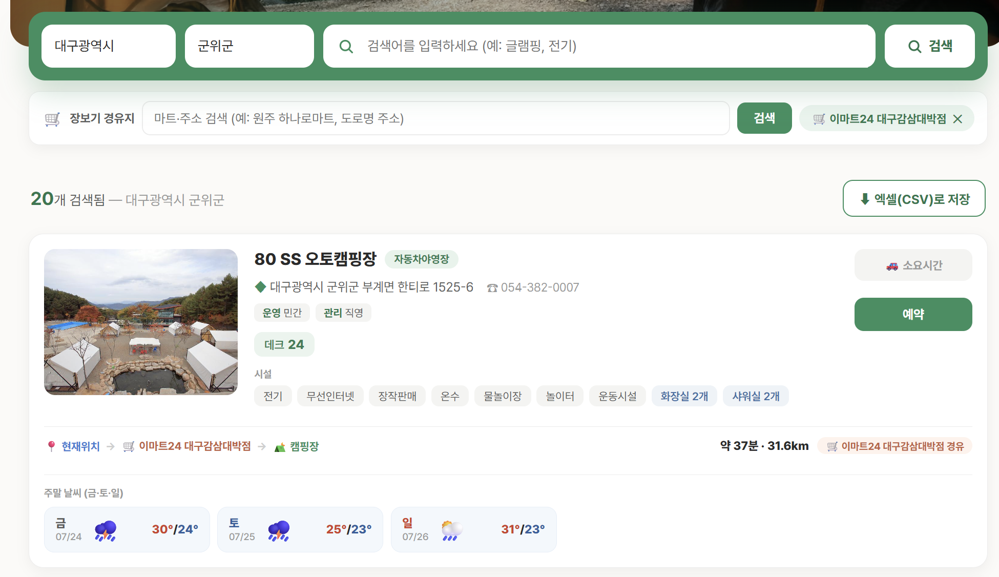 대구광역시
군위군
검색어를 입력하세요 (예: 글램핑, 전기)
검색
장보기 경유지
마트·주소 검색 (예: 원주 하나로마트, 도로명 주소)
검색
이마트24 대구감삼대박점 ×
20개 검색됨 — 대구광역시 군위군
⬇ 엑셀(CSV)로 저장
80 SS 오토캠핑장
자동차야영장
소요시간
◆ 대구광역시 군위군 부계면 한티로 1525-6 ☎ 054-382-0007
운영 민간
관리 직영
예약
데크 24
시설
전기
무선인터넷
장작판매
온수
물놀이장
놀이터
운동시설
화장실 2개
샤워실 2개
현재위치 → 이마트24 대구감삼대박점 → 캠핑장
약 37분 · 31.6km
이마트24 대구감삼대박점 경유
주말 날씨 (금·토·일)
금
07/24
30°/24°
토
07/25
25°/23°
일
07/26
31°/23°